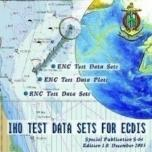 ENC Test Data Sets
ENC Test Data Plots
RNC Test Data Sets
IHO TEST DATA SETS FOR ECDIS
Special Publication S-64
Edition 1.0 December 2003